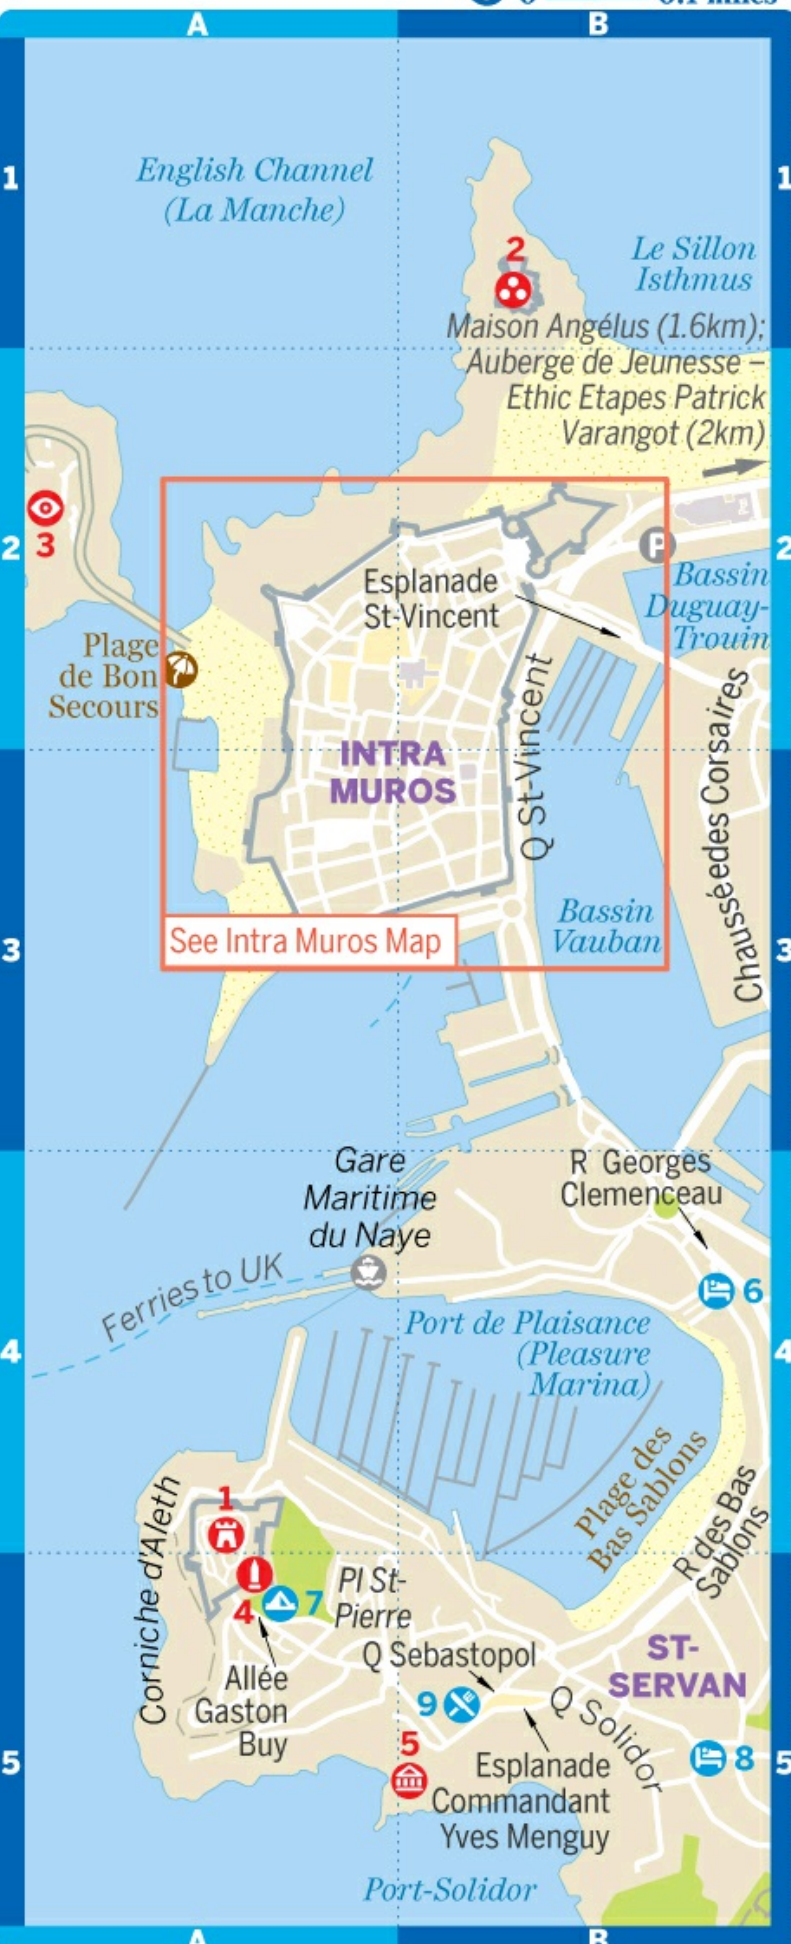 A
B
1
1
English Channel
(La Manche)
2
Le Sillon
Isthmus
Maison Angélus (1.6km);
Auberge de Jeunesse –
Ethic Etapes Patrick
Varangot (2km)
3
2
2
P
Esplanade
St-Vincent
Bassin
Duguay-
Trouin
Plage
de Bon
Secours
Q St-Vincent
Chaussée des Corsaires
INTRA
MUROS
Bassin
Vauban
See Intra Muros Map
3
3
Gare
Maritime
du Naye
R Georges
Clemenceau
Ferries to UK
6
Port de Plaisance
(Pleasure
Marina)
4
4
Plage des
Bas Sablons
R des Bas
Sablons
Corniche d'Aleth
1
4
7
Pl St-
Pierre
Allée
Gaston
Buy
Q Sebastopol
ST-
SERVAN
9
Q Solidor
5
8
5
5
Esplanade
Commandant
Yves Menguy
Port-Solidor
A
B